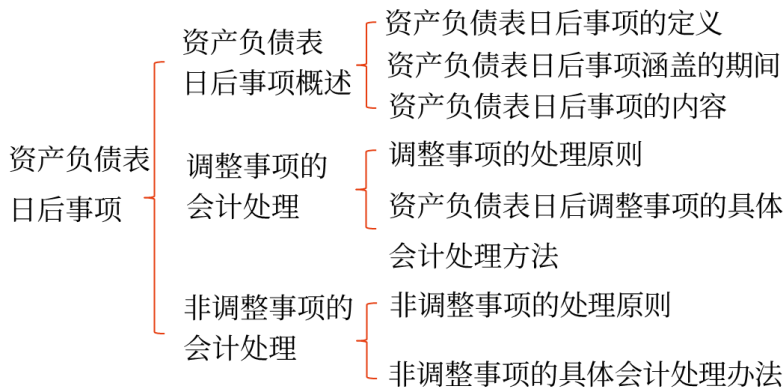 资产负债表
日后事项
资产负债表
日后事项概述
资产负债表日后事项的定义
资产负债表日后事项涵盖的期间
资产负债表日后事项的内容
调整事项的
会计处理
调整事项的处理原则
资产负债表日后调整事项的具体
会计处理方法
非调整事项的
会计处理
非调整事项的处理原则
非调整事项的具体会计处理办法